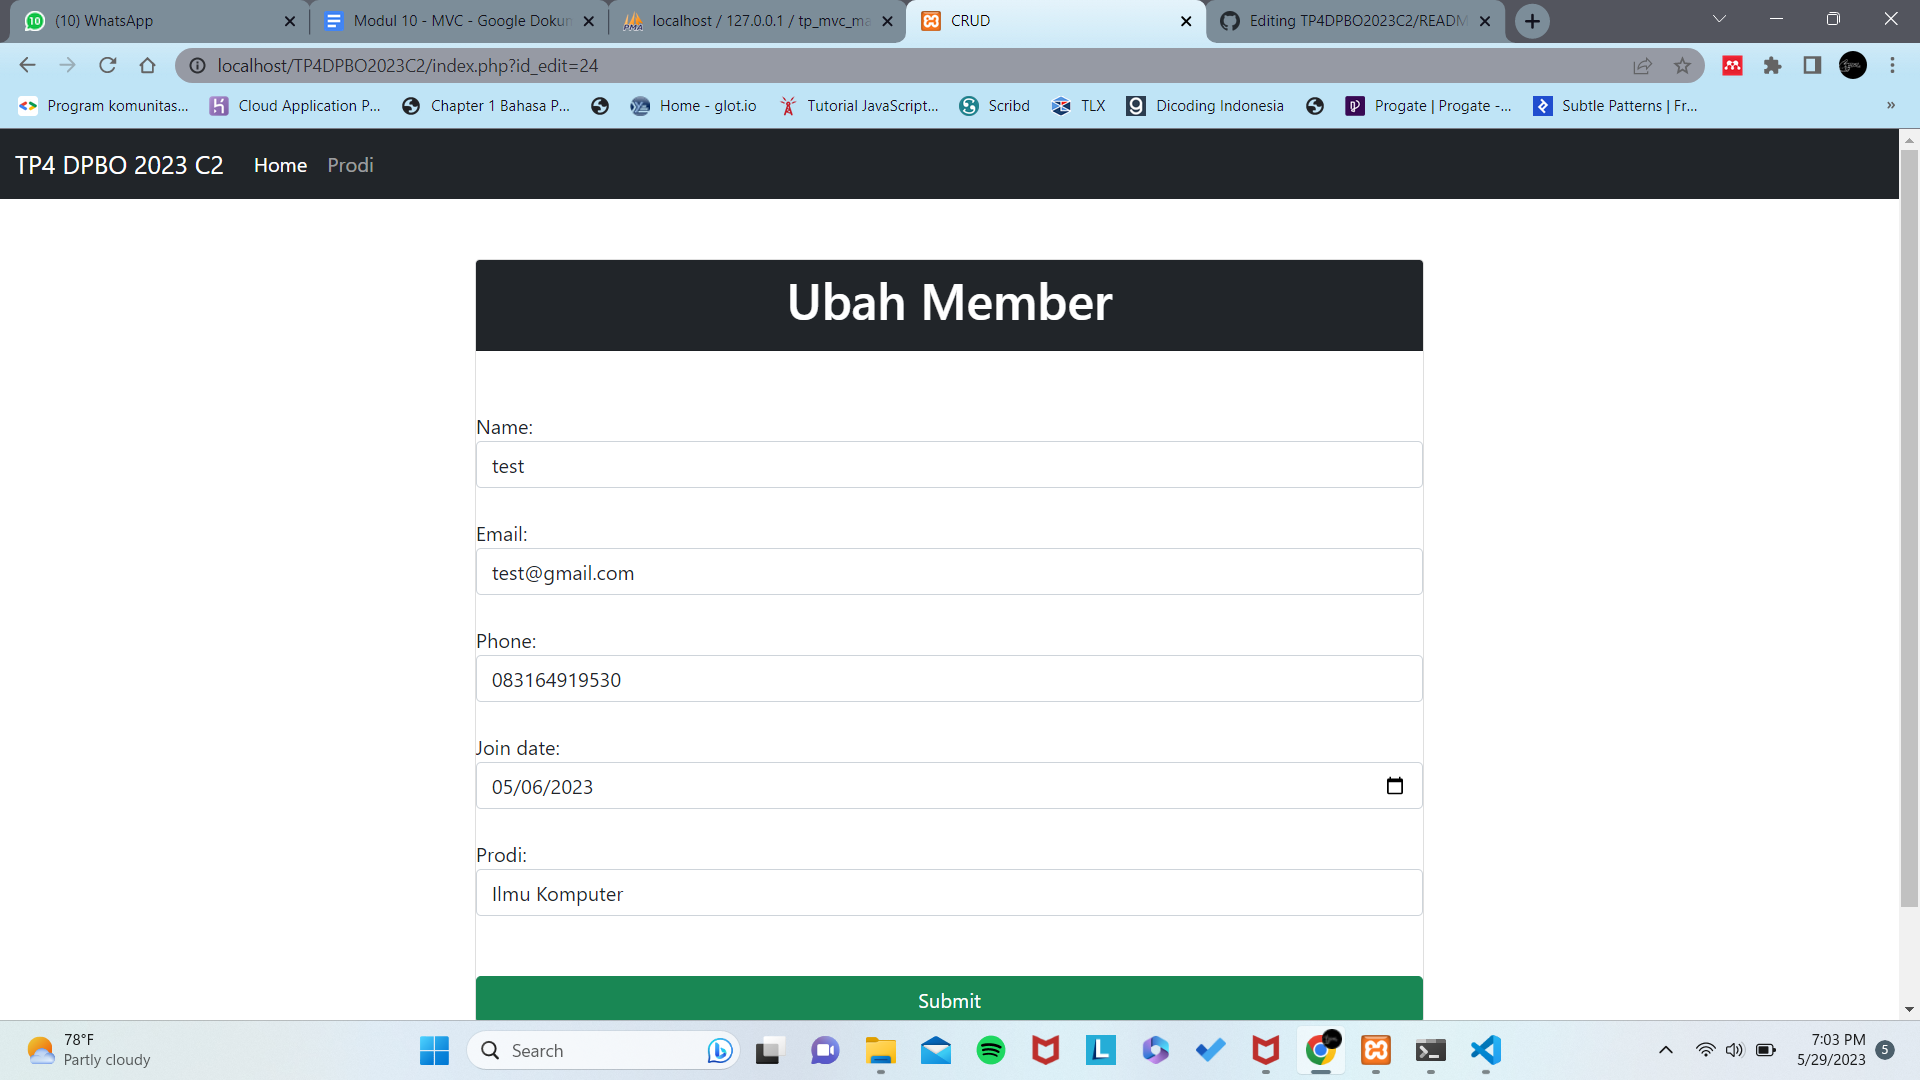 (10) WhatsApp
Modul 10 - MVC - Google Dokun
localhost / 127.0.0.1 / tp_mvc_ma
CRUD
Editing TP4DPBO2023C2/READM
localhost/TP4DPBO2023C2/index.php?id_edit=24
Program komunitas...
Cloud Application P...
Chapter 1 Bahasa P...
Home - glot.io
Tutorial JavaScript...
Scribd
TLX
Dicoding Indonesia
Progate | Progate -...
Subtle Patterns | Fr...
»
TP4 DPBO 2023 C2
Home
Prodi
Ubah Member
Name:
test
Email:
test@gmail.com
Phone:
083164919530
Join date:
05/06/2023
Prodi:
Ilmu Komputer
Submit
78°F
Partly cloudy
Search
7:03 PM
5/29/2023
5